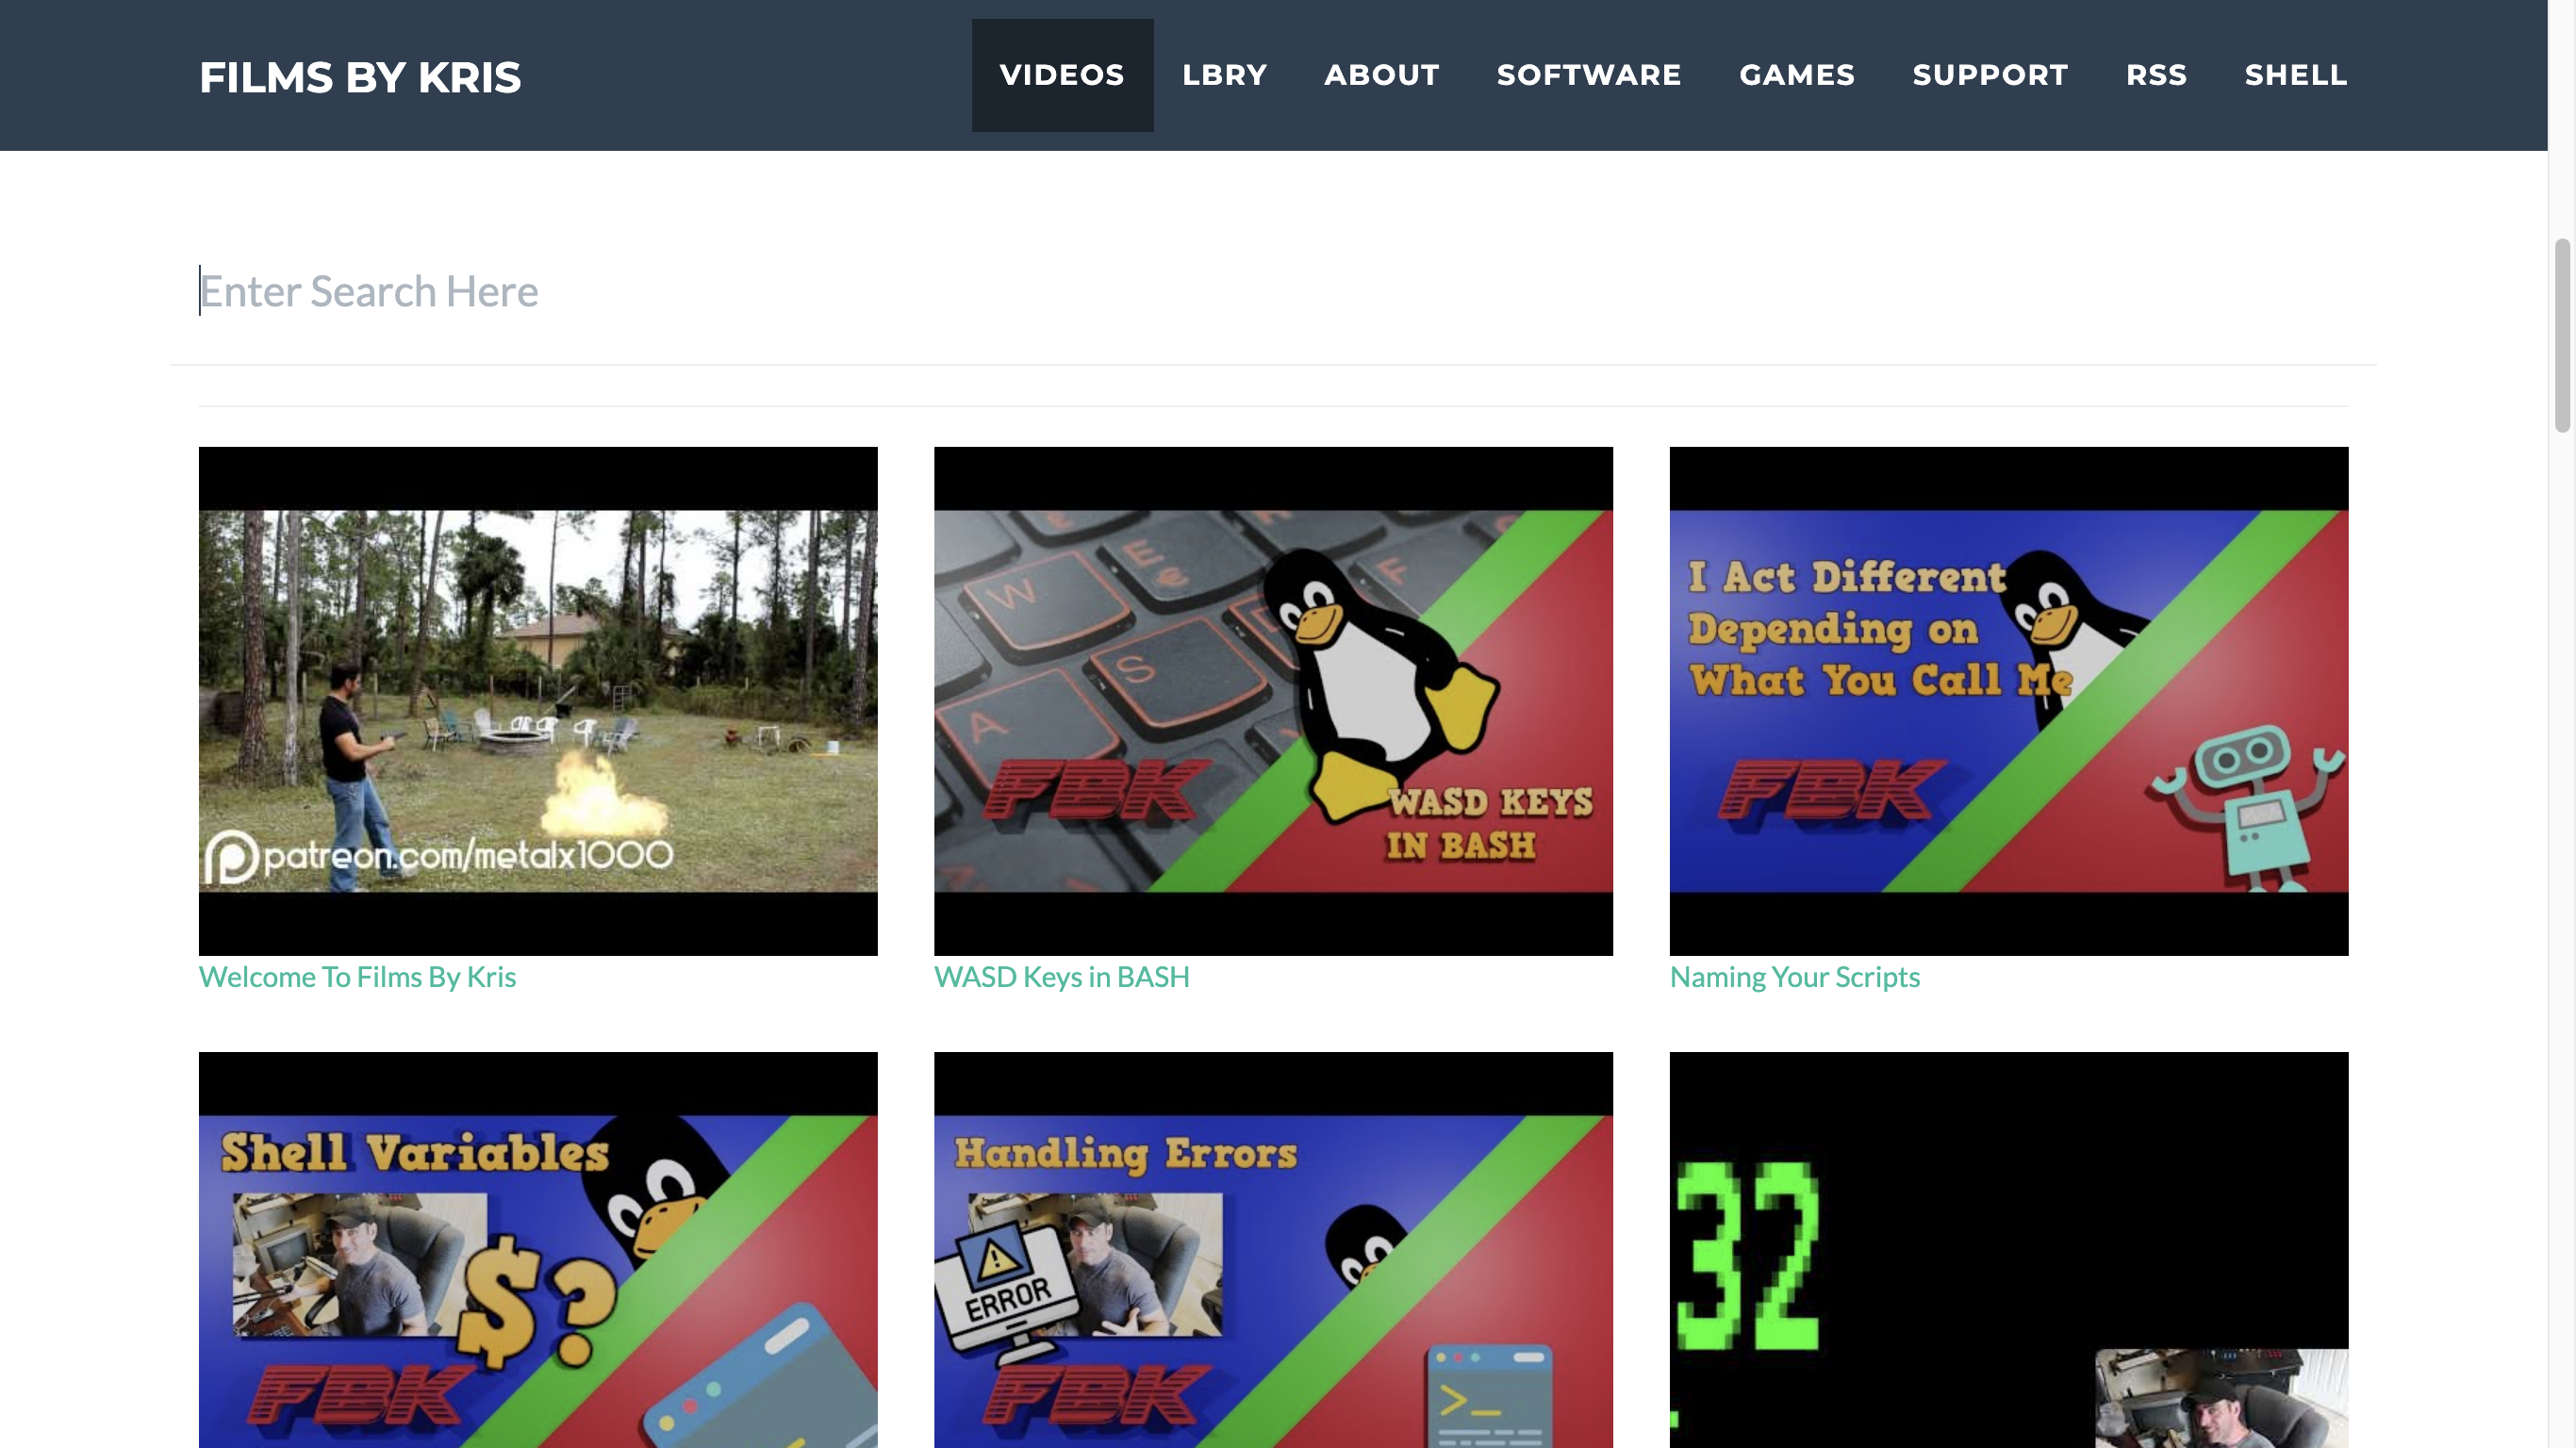 FILMS BY KRIS
VIDEOS
LBRY
ABOUT
SOFTWARE
GAMES
SUPPORT
RSS
SHELL
Enter Search Here
patreon.com/metalx1000
W
E
F
S
A
FBK
WASD KEYS
IN BASH
I Act Different
Depending on
What You Call Me
FBK
Welcome To Films By Kris
WASD Keys in BASH
Naming Your Scripts
Shell Variables
$?
FBK
Handling Errors
ERROR
FBK
>_
32